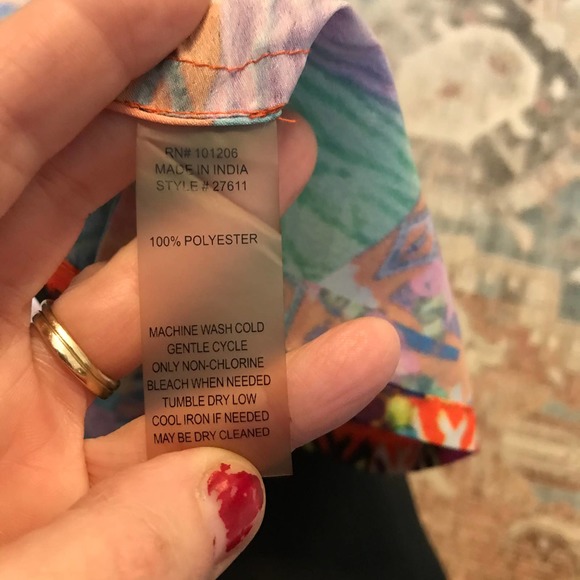 RN# 101206
MADE IN INDIA
STYLE # 27611
100% POLYESTER
MACHINE WASH COLD
GENTLE CYCLE
ONLY NON-CHLORINE
BLEACH WHEN NEEDED
TUMBLE DRY LOW
COOL IRON IF NEEDED
MAY BE DRY CLEANED